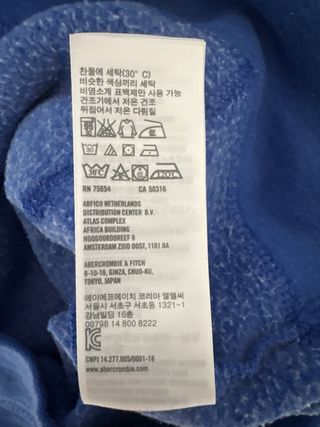 찬물에 세탁(30° C)
비슷한 색상끼리 세탁
비염소계 표백제만 사용 가능
건조기에서 저온 건조
뒤집어서 저온 다림질
RN 75654 CA 50316
ABFICO NETHERLANDS
DISTRIBUTION CENTER B.V.
ATLAS COMPLEX
AFRICA BUILDING
HOOGOORDDREEF 9
AMSTERDAM ZUID OOST, 1101 BA
ABERCROMBIE & FITCH
6-10-16, GINZA, CHUO-KU,
TOKYO, JAPAN
에이에프에이치 코리아 엘엘씨
서울시 서초구 서초동 1321-1
강남빌딩 16층
00798 14 800 8222
CNPJ 14.277.905/0001-16
www.abercrombie.com